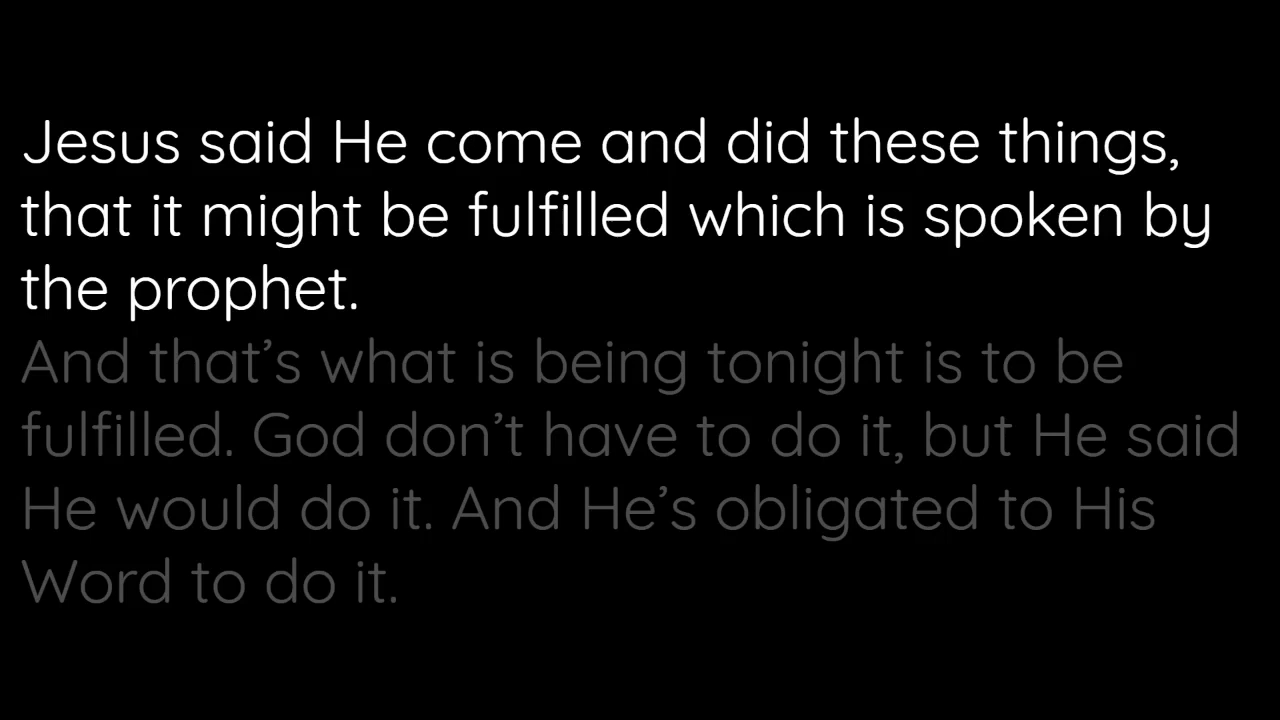 Jesus said He come and did these things,
that it might be fulfilled which is spoken by
the prophet.
And that’s what is being tonight is to be
fulfilled. God don’t have to do it, but He said
He would do it. And He’s obligated to His
Word to do it.